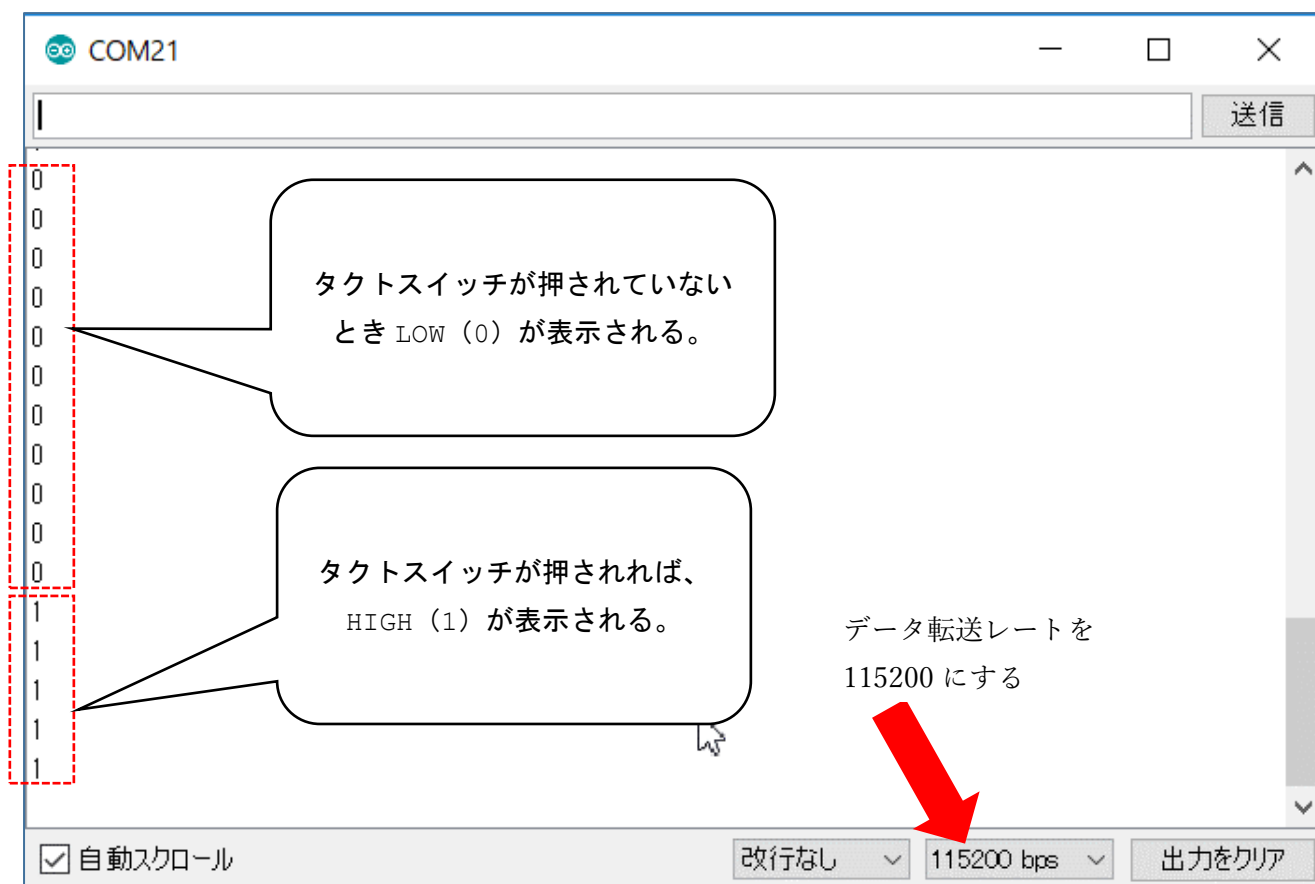 COM21
送信
0
0
0
0
0
0
0
0
0
0
0
1
1
1
1
1
タクトスイッチが押されていない
とき LOW（0）が表示される。
タクトスイッチが押されれば、
HIGH（1）が表示される。
データ転送レートを
115200 にする
自動スクロール
改行なし
115200 bps
出力をクリア